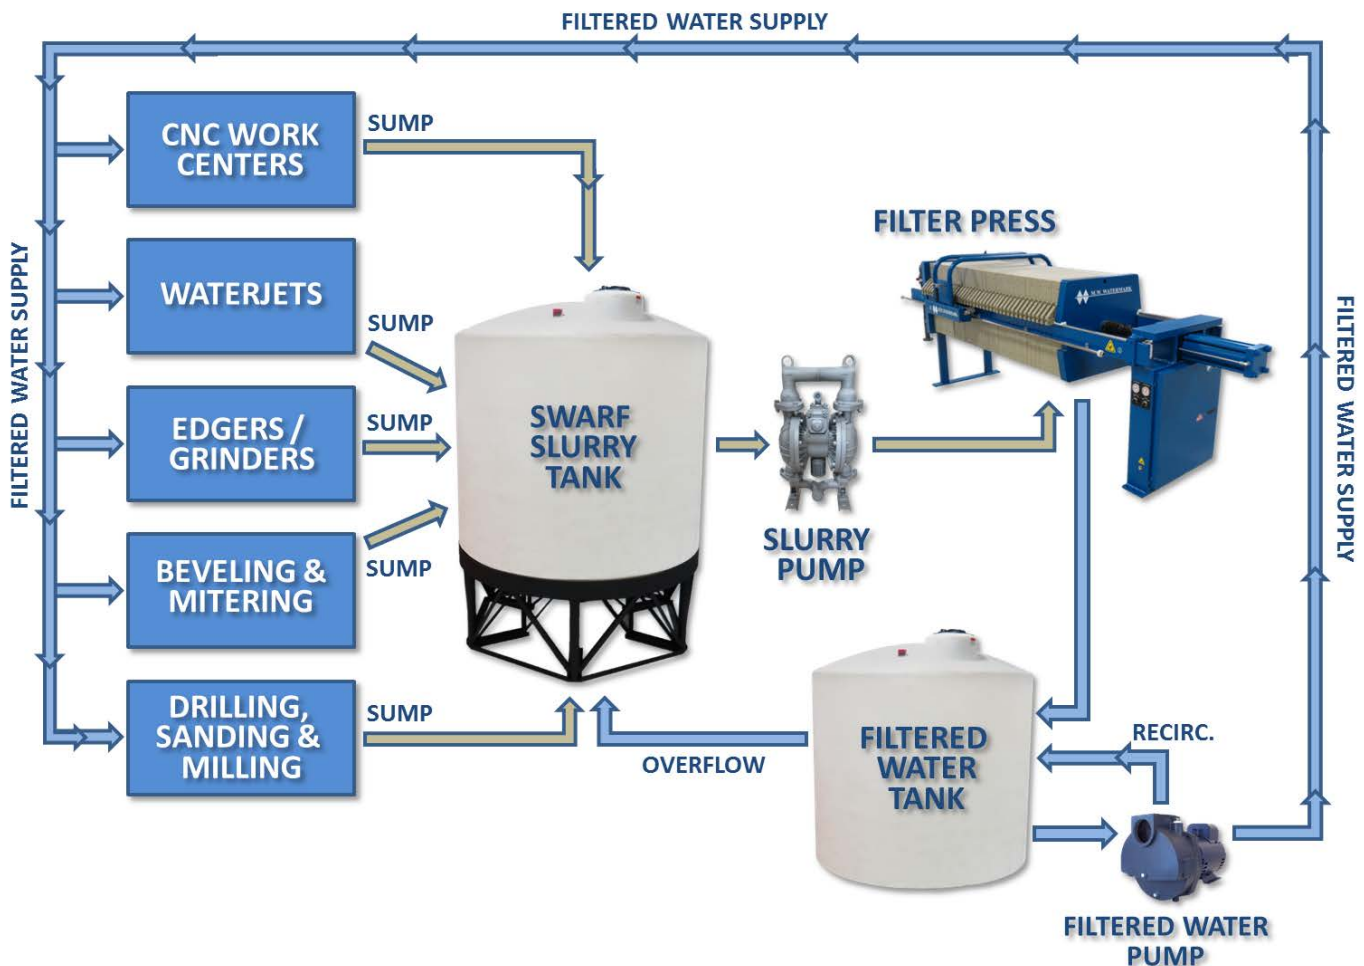 FILTERED WATER SUPPLY
FILTERED WATER SUPPLY
CNC WORK
CENTERS
SUMP
WATERJETS
SUMP
EDGERS /
GRINDERS
SUMP
BEVELING &
MITERING
SUMP
DRILLING,
SANDING &
MILLING
SUMP
SWARF
SLURRY
TANK
SLURRY
PUMP
FILTER PRESS
M.W. WATERMARK
FILTERED WATER SUPPLY
OVERFLOW
FILTERED
WATER
TANK
RECIRC.
FILTERED WATER
PUMP